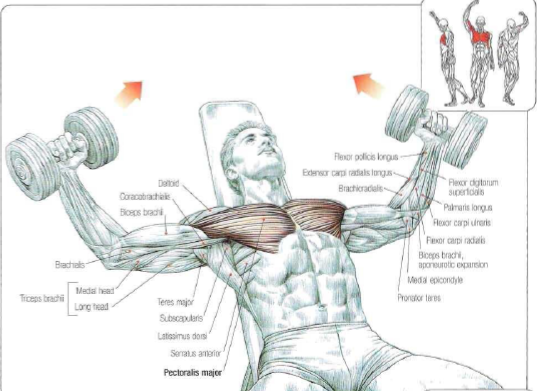 Deltoid
Coracobrachialis
Biceps brachii
Brachialis
Triceps brachii
Medial head
Long head
Teres major
Subscapularis
Latissimus dorsi
Serratus anterior
Pectoralis major
Flexor pollicis longus
Extensor carpi radialis longus
Brachioradialis
Flexor digitorum
superficialis
Palmaris longus
Flexor carpi ulnaris
Flexor carpi radialis
Biceps brachii,
aponeurotic expansion
Medial epicondyle
Pronator teres